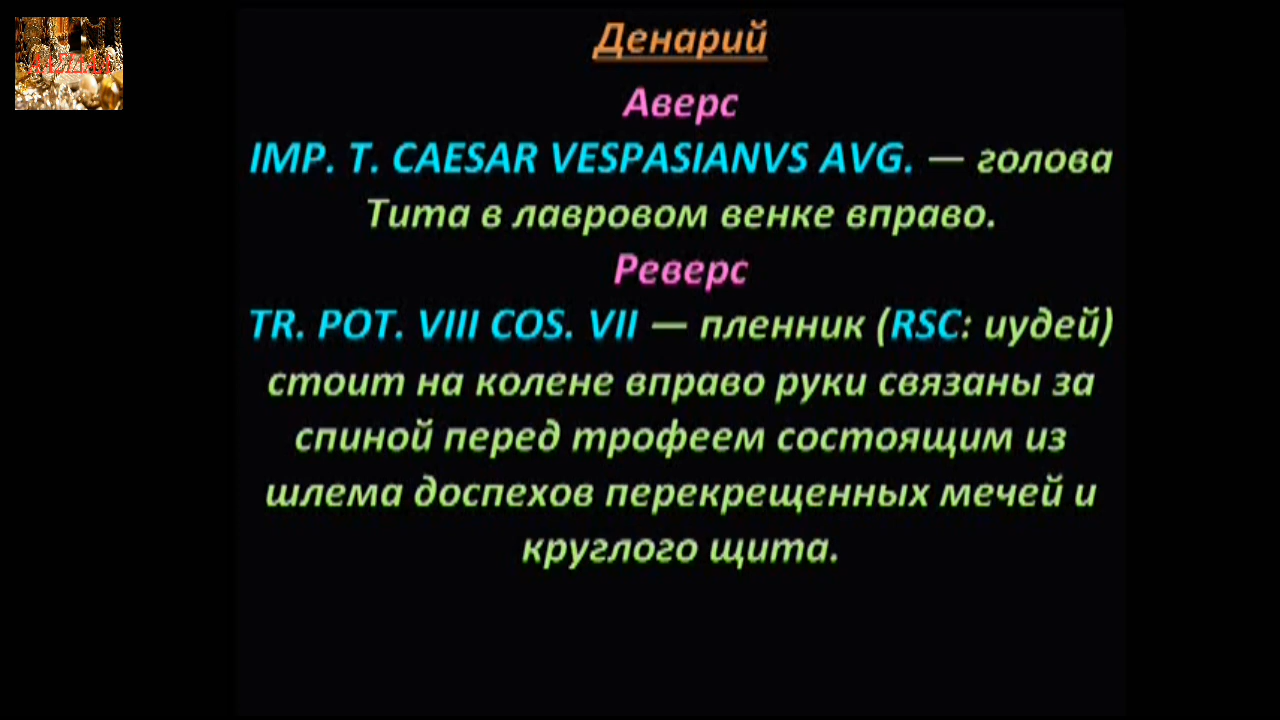 Денарий
Аверс
IMP. T. CAESAR VESPASIANVS AVG. — голова
Тита в лавровом венке вправо.
Реверс
TR. POT. VIII COS. VII — пленник (RSC: иудей)
стоит на колене вправо руки связаны за
спиной перед трофеем состоящим из
шлема доспехов перекрещенных мечей и
круглого щита.